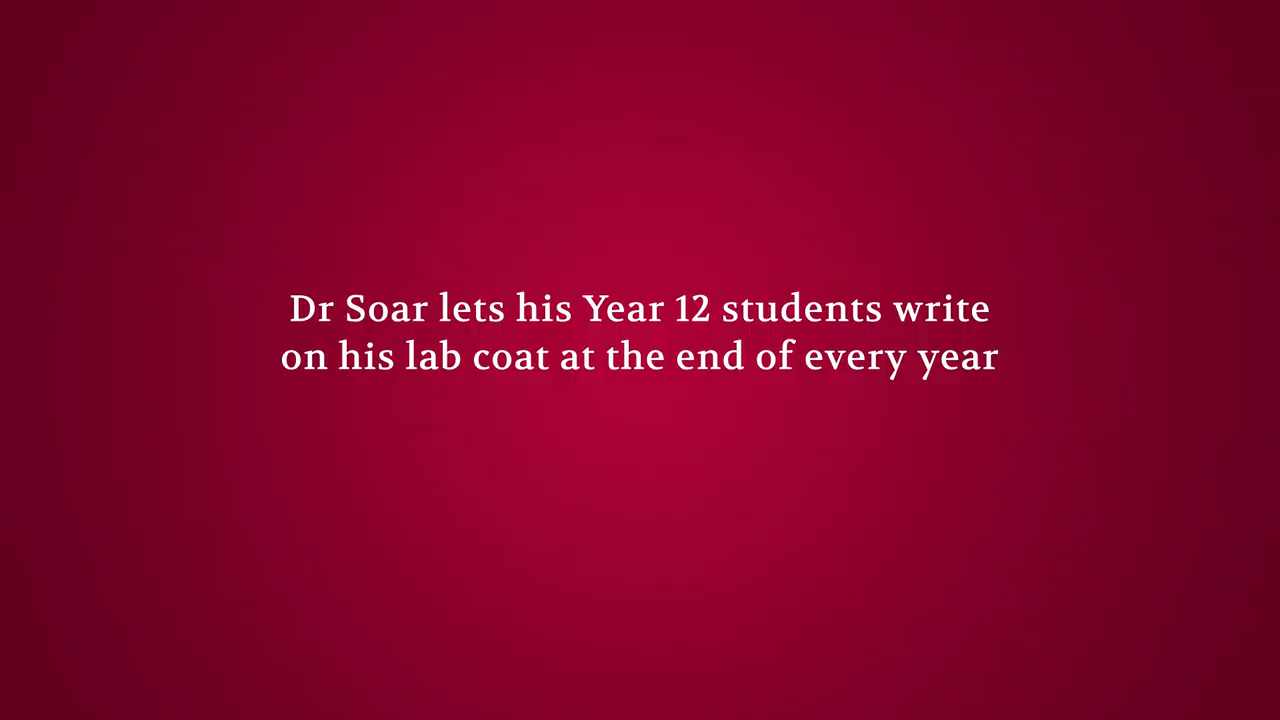 Dr Soar lets his Year 12 students write
on his lab coat at the end of every year